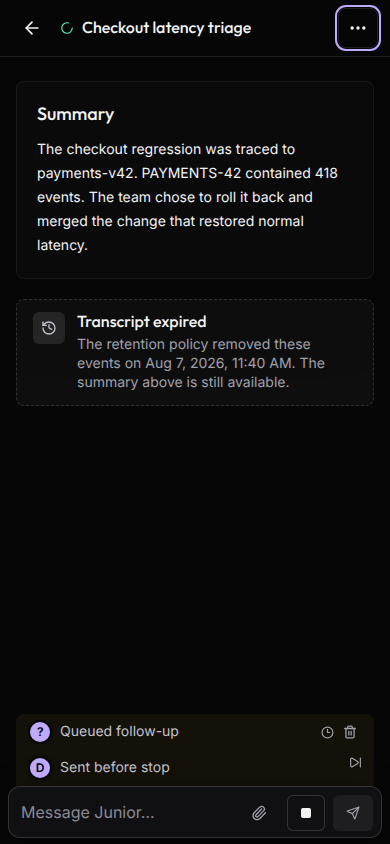 Checkout latency triage
Summary
The checkout regression was traced to
payments-v42. PAYMENTS-42 contained 418
events. The team chose to roll it back and
merged the change that restored normal
latency.
Transcript expired
The retention policy removed these
events on Aug 7, 2026, 11:40 AM. The
summary above is still available.
? Queued follow-up
D Sent before stop
Message Junior...